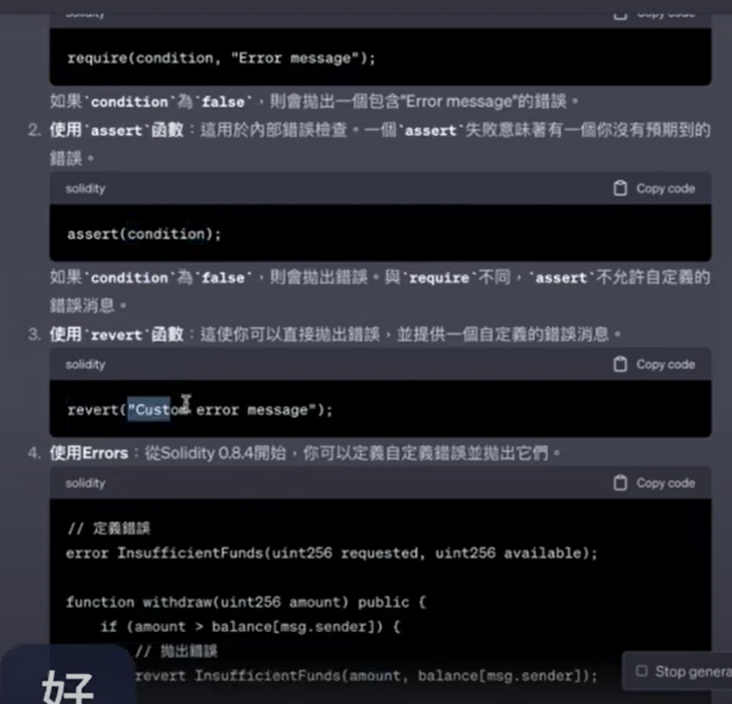 solidity Copy code
require(condition, "Error message");
如果`condition`為`false`，則會拋出一個包含"Error message"的錯誤。
2. 使用`assert`函數：這用於內部錯誤檢查。一個`assert`失敗意味著有一個你沒有預期到的
錯誤。
solidity Copy code
assert(condition);
如果`condition`為`false`，則會拋出錯誤。與`require`不同，`assert`不允許自定義的
錯誤消息。
3. 使用`revert`函數：這使你可以直接拋出錯誤，並提供一個自定義的錯誤消息。
solidity Copy code
revert("Custom error message");
4. 使用Errors：從Solidity 0.8.4開始，你可以定義自定義錯誤並拋出它們。
solidity Copy code
// 定義錯誤
error InsufficientFunds(uint256 requested, uint256 available);
function withdraw(uint256 amount) public {
if (amount > balance[msg.sender]) {
// 拋出錯誤
revert InsufficientFunds(amount, balance[msg.sender]);
Stop genera
好